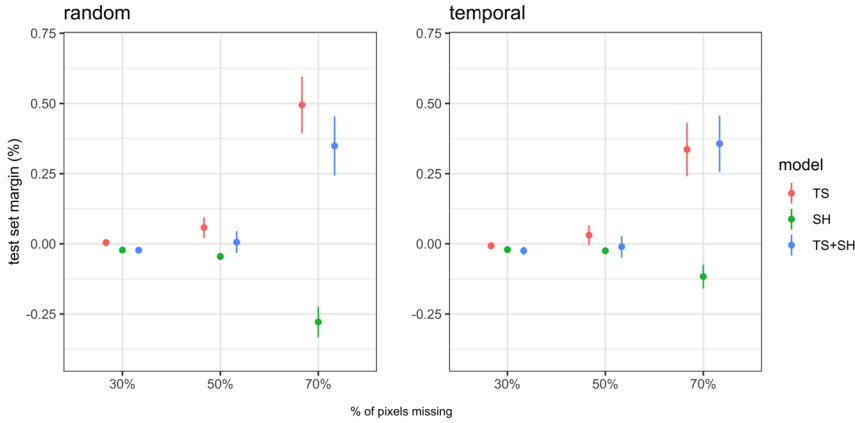 random
temporal
test set margin (%)
0.75
0.50
0.25
0.00
-0.25
30%
50%
70%
0.75
0.50
0.25
0.00
-0.25
30%
50%
70%
% of pixels missing
model
TS
SH
TS+SH